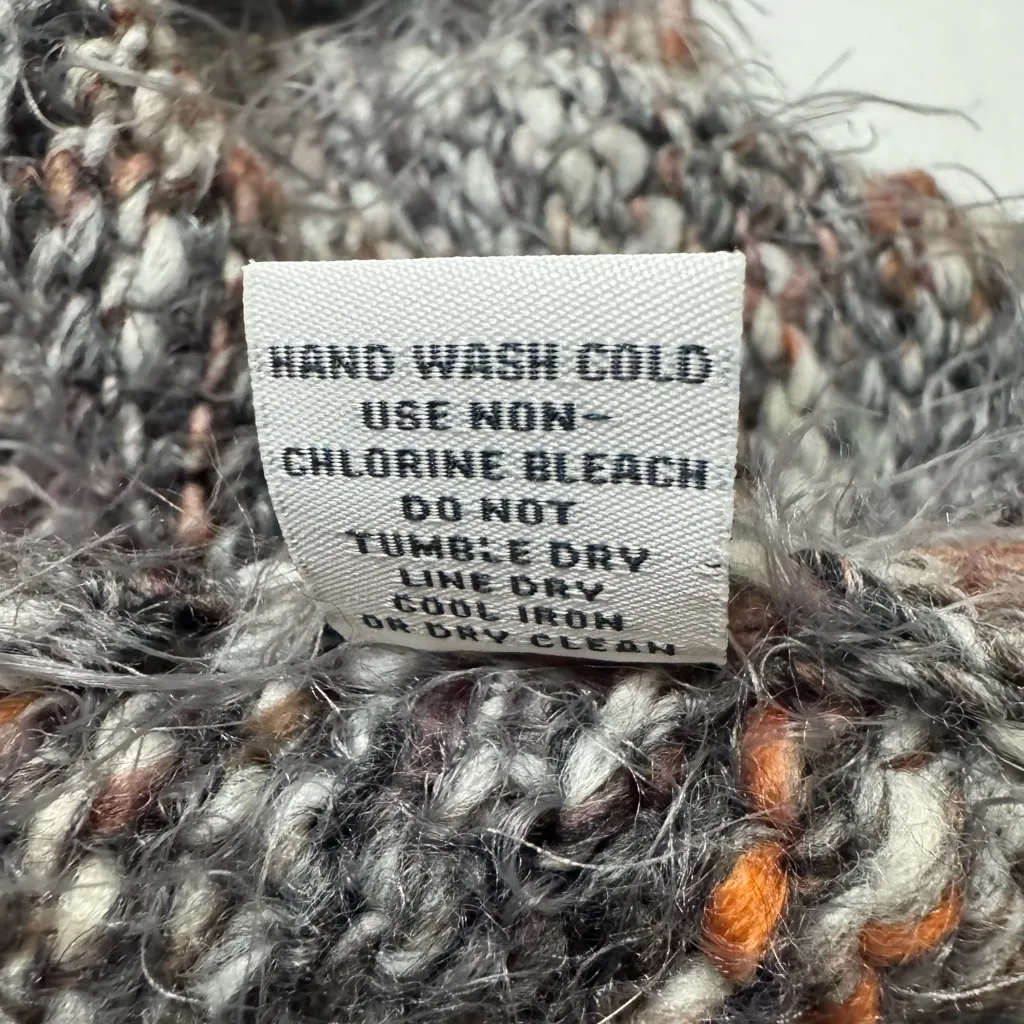 HAND WASH COLD
USE NON-
CHLORINE BLEACH
DO NOT
TUMBLE DRY
LINE DRY
COOL IRON
OR DRY CLEAN